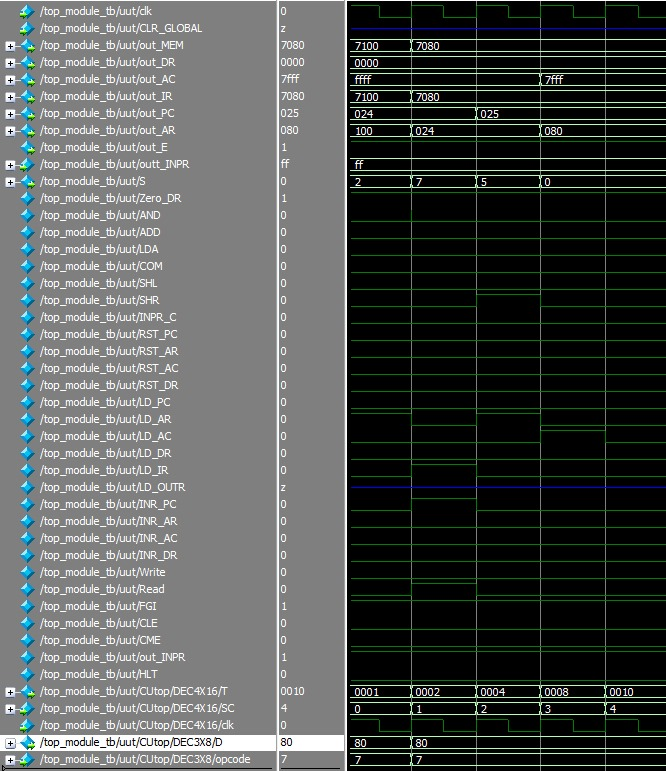 /top_module_tb/uut/clk 0
/top_module_tb/uut/CLR_GLOBAL z
/top_module_tb/uut/out_MEM 7080 7100 7080
/top_module_tb/uut/out_DR 0000 0000
/top_module_tb/uut/out_AC 7fff ffff 7fff
/top_module_tb/uut/out_IR 7080 7100 7080
/top_module_tb/uut/out_PC 025 024 025
/top_module_tb/uut/out_AR 080 100 024 080
/top_module_tb/uut/out_E 1
/top_module_tb/uut/outt_INPR ff ff
/top_module_tb/uut/S 0 2 7 5 0
/top_module_tb/uut/Zero_DR 1
/top_module_tb/uut/AND 0
/top_module_tb/uut/ADD 0
/top_module_tb/uut/LDA 0
/top_module_tb/uut/COM 0
/top_module_tb/uut/SHL 0
/top_module_tb/uut/SHR 0
/top_module_tb/uut/INPR_C 0
/top_module_tb/uut/RST_PC 0
/top_module_tb/uut/RST_AR 0
/top_module_tb/uut/RST_AC 0
/top_module_tb/uut/RST_DR 0
/top_module_tb/uut/LD_PC 0
/top_module_tb/uut/LD_AR 0
/top_module_tb/uut/LD_AC 0
/top_module_tb/uut/LD_DR 0
/top_module_tb/uut/LD_IR 0
/top_module_tb/uut/LD_OUTR z
/top_module_tb/uut/INR_PC 0
/top_module_tb/uut/INR_AR 0
/top_module_tb/uut/INR_AC 0
/top_module_tb/uut/INR_DR 0
/top_module_tb/uut/Write 0
/top_module_tb/uut/Read 0
/top_module_tb/uut/FGI 1
/top_module_tb/uut/CLE 0
/top_module_tb/uut/CME 0
/top_module_tb/uut/out_INPR 1
/top_module_tb/uut/HLT 0
/top_module_tb/uut/CUtop/DEC4X16/T 0010 0001 0002 0004 0008 0010
/top_module_tb/uut/CUtop/DEC4X16/SC 4 0 1 2 3 4
/top_module_tb/uut/CUtop/DEC4X16/clk 0
/top_module_tb/uut/CUtop/DEC3X8/D 80 80 80
/top_module_tb/uut/CUtop/DEC3X8/opcode 7 7 7